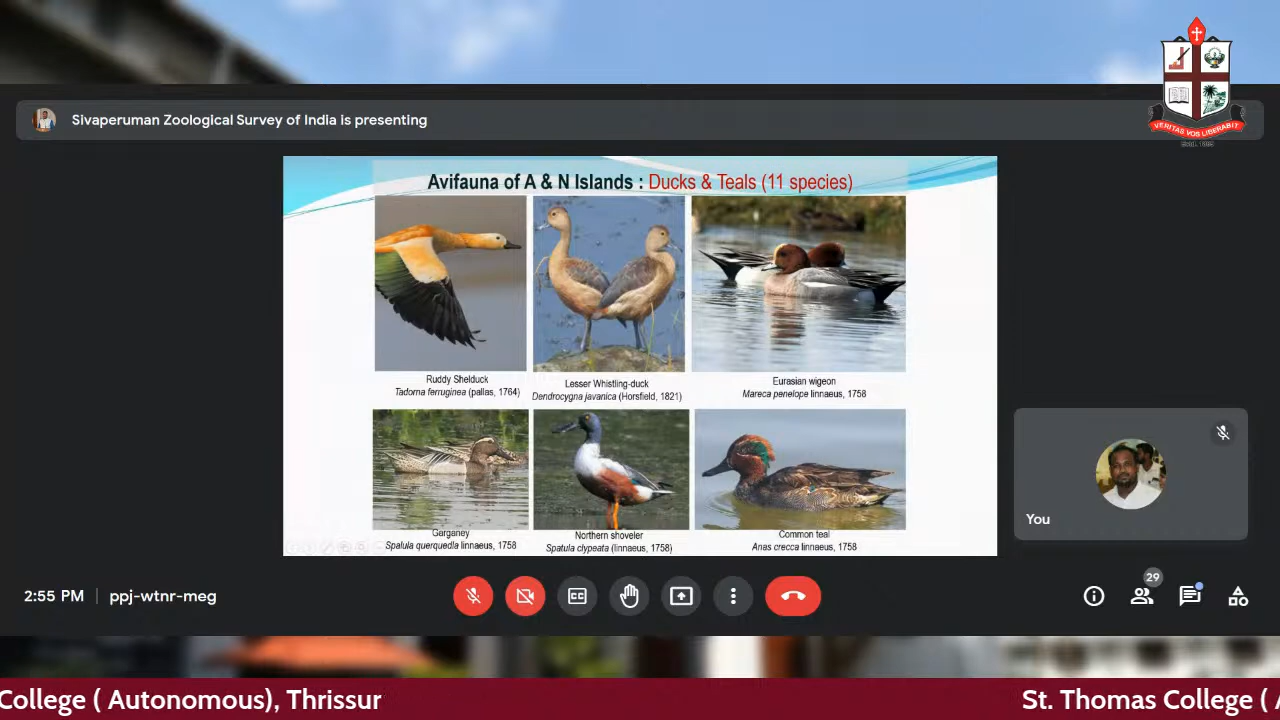 VERITAS VOS LIBERABIT
Sivaperuman Zoological Survey of India is presenting
Avifauna of A & N Islands : Ducks & Teals (11 species)
Ruddy Shelduck
Tadorna ferruginea (pallas, 1764)
Lesser Whistling-duck
Dendrocygna javanica (Horsfield, 1821)
Eurasian wigeon
Mareca penelope linnaeus, 1758
Garganey
Spalula querquedla linnaeus, 1758
Northern shoveler
Spatula clypeata (linnaeus, 1758)
Common teal
Anas crecca linnaeus, 1758
You
2:55 PM | ppj-wtnr-meg
29
College ( Autonomous), Thrissur
St. Thomas College (